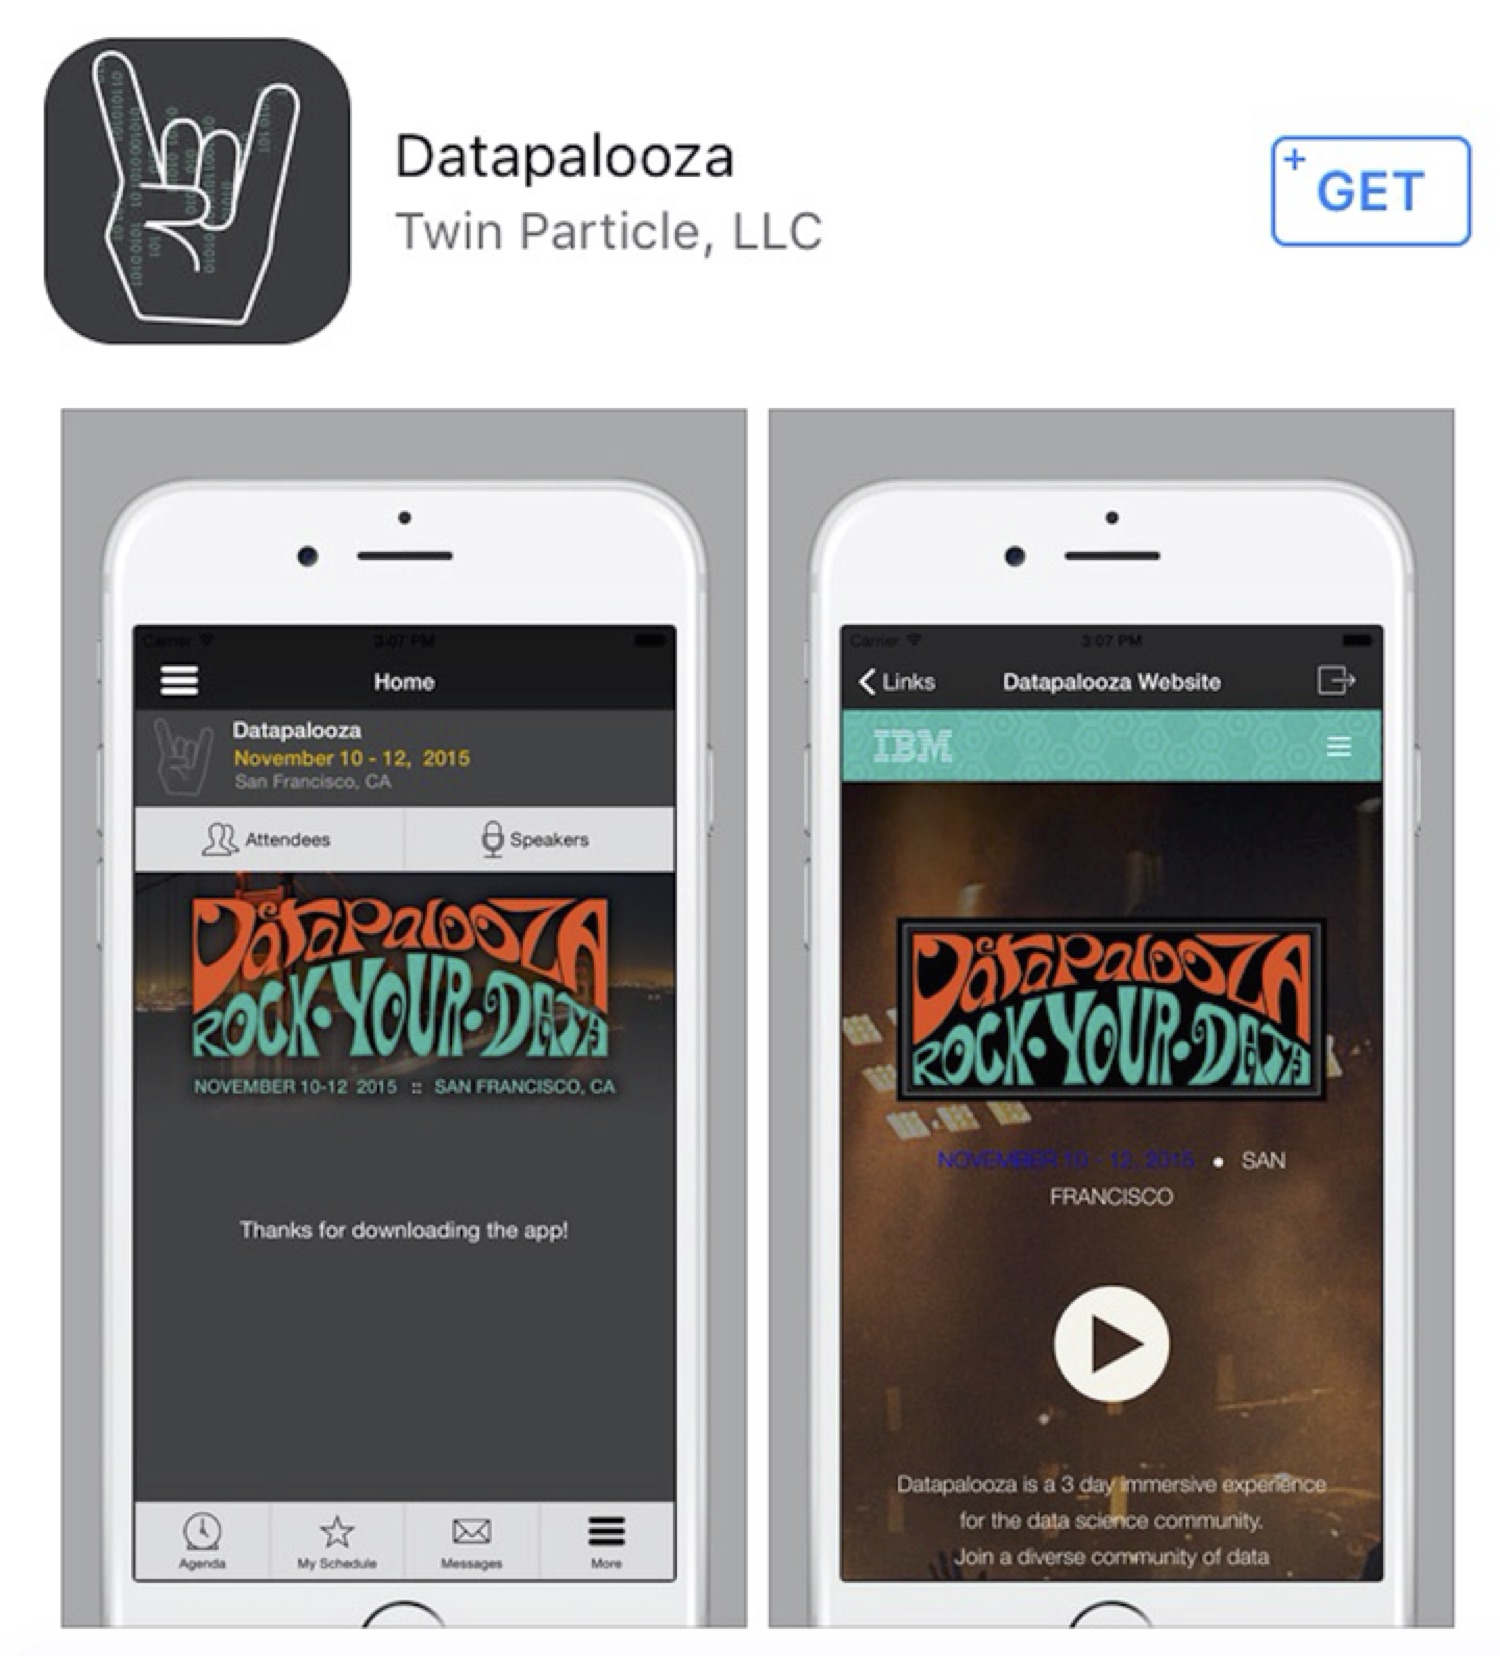 Datapalooza
Twin Particle, LLC
+ GET
Carrier 3:07 PM
Home
Datapalooza
November 10 - 12, 2015
San Francisco, CA
Attendees Speakers
DATAPALOOZA
ROCK·YOUR·DATA
NOVEMBER 10-12 2015 :: SAN FRANCISCO, CA
Thanks for downloading the app!
Agenda My Schedule Messages More
Carrier 3:07 PM
Links Datapalooza Website
IBM
DATAPALOOZA
ROCK·YOUR·DATA
NOVEMBER 10 - 12, 2015 • SAN
FRANCISCO
Datapalooza is a 3 day immersive experience
for the data science community.
Join a diverse community of data